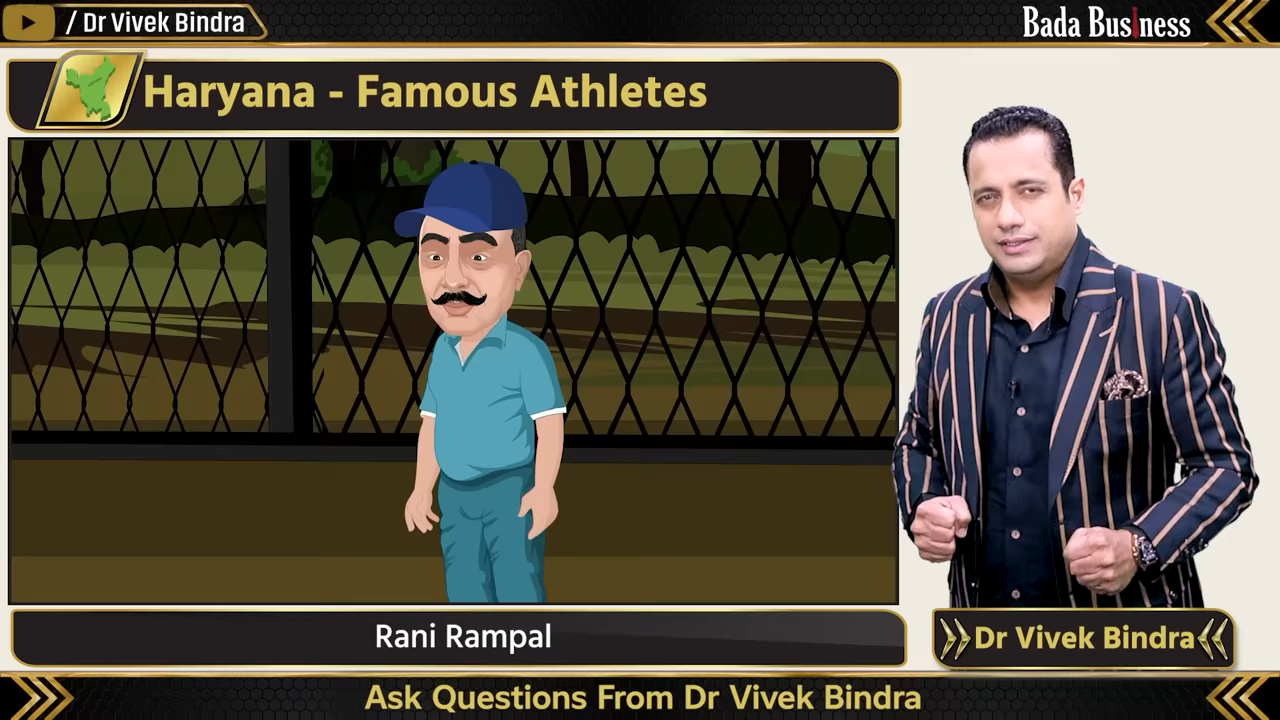 / Dr Vivek Bindra
Bada Business
Haryana - Famous Athletes
Rani Rampal
Dr Vivek Bindra
Ask Questions From Dr Vivek Bindra